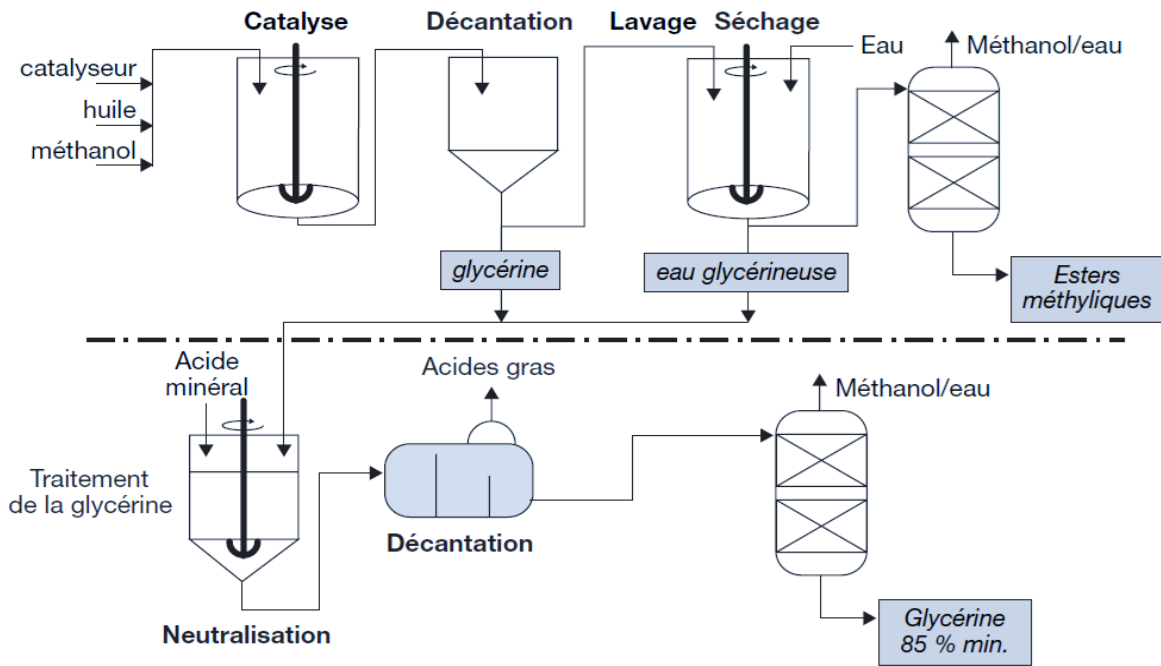 Catalyse
Décantation
Lavage
Séchage
catalyseur
huile
méthanol
Eau
Méthanol/eau
glycérine
eau glycérineuse
Esters
méthyliques
Acide
minéral
Acides gras
Méthanol/eau
Traitement
de la glycérine
Décantation
Neutralisation
Glycérine
85 % min.